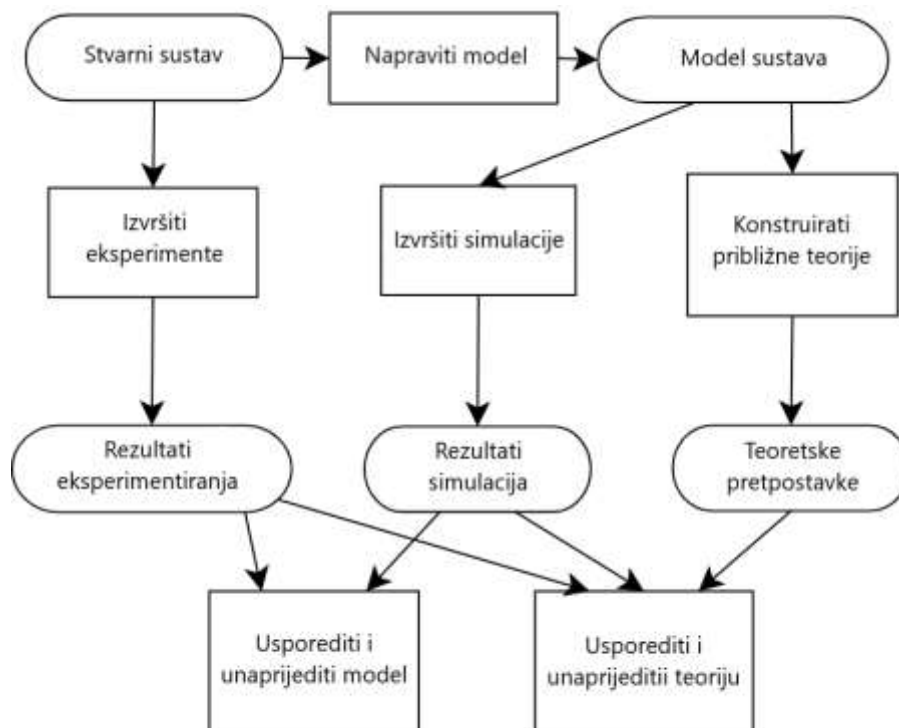 Stvarni sustav
Napraviti model
Model sustava
Izvršiti
eksperimente
Izvršiti simulacije
Konstruirati
približne teorije
Rezultati
eksperimentiranja
Rezultati
simulacija
Teoretske
pretpostavke
Usporediti i
unaprijediti model
Usporediti i
unaprijeditii teoriju